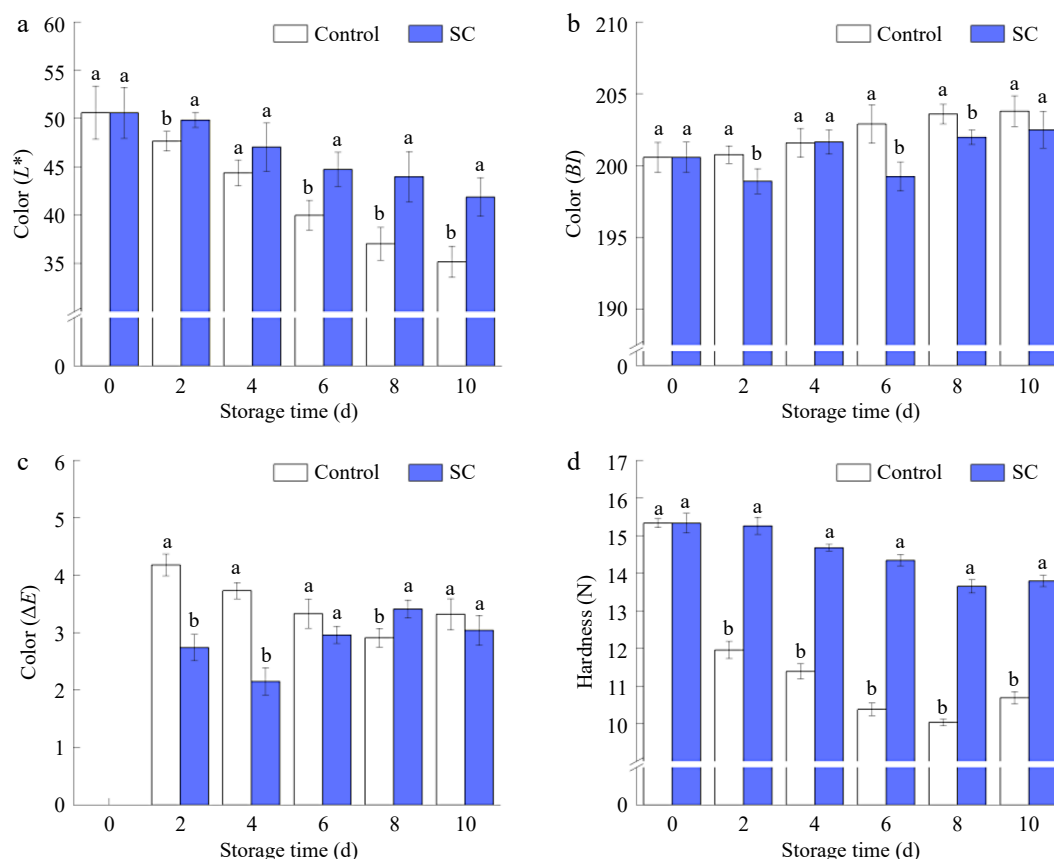 a
Control
SC
60
55
50
45
40
35
0
a a b a a a b a b a b a
0 2 4 6 8 10
Color (L*)
Storage time (d)
b
Control
SC
210
205
200
195
190
0
a a a b a a a b a b a a
0 2 4 6 8 10
Color (BI)
Storage time (d)
c
Control
SC
6
5
4
3
2
1
0
a b a b a a b a a a
0 2 4 6 8 10
Color (ΔE)
Storage time (d)
d
Control
SC
17
16
15
14
13
12
11
10
0
a a b a b a b a b a b a
0 2 4 6 8 10
Hardness (N)
Storage time (d)